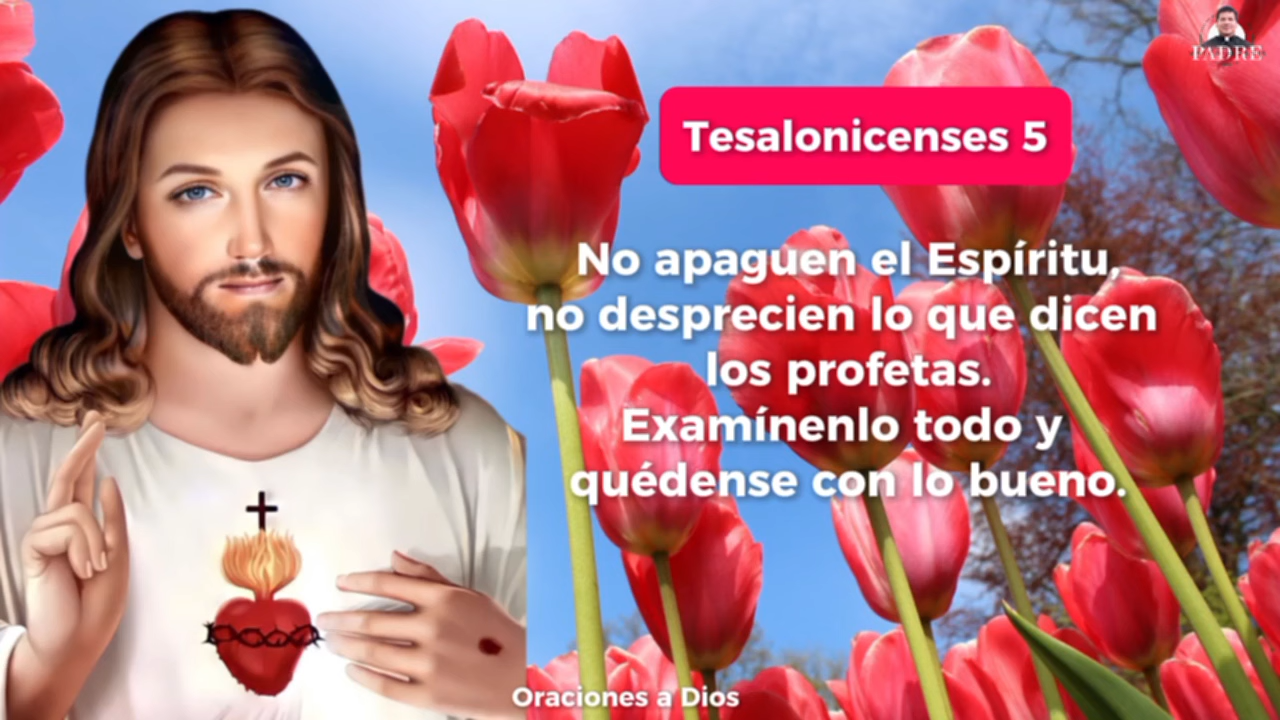 PADRE
Tesalonicenses 5
No apaguen el Espíritu,
no desprecien lo que dicen
los profetas.
Examínenlo todo y
quédense con lo bueno.
Oraciones a Dios